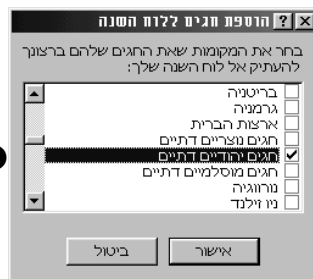 הוספת חגים ללוח השנה
בחר את המקומות שאת החגים שלהם ברצונך
להעתיק אל לוח השנה שלך:
בריטניה
גרמניה
ארצות הברית
חגים נוצריים דתיים
חגים יהודיים דתיים
חגים מוסלמיים דתיים
נורווגיה
ניו זילנד
אישור
ביטול